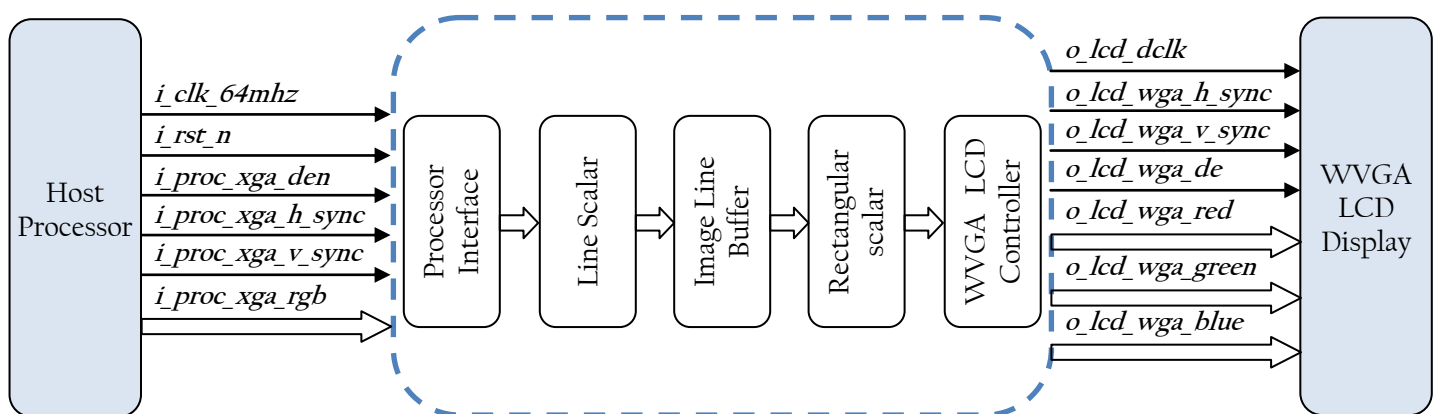 Host
Processor
i_clk_64mhz
i_rst_n
i_proc_xga_den
i_proc_xga_h_sync
i_proc_xga_v_sync
i_proc_xga_rgb
Processor
Interface
Line Scalar
Image Line
Buffer
Rectangular
scalar
WVGA LCD
Controller
o_lcd_dclk
o_lcd_wga_h_sync
o_lcd_wga_v_sync
o_lcd_wga_de
o_lcd_wga_red
o_lcd_wga_green
o_lcd_wga_blue
WVGA
LCD
Display